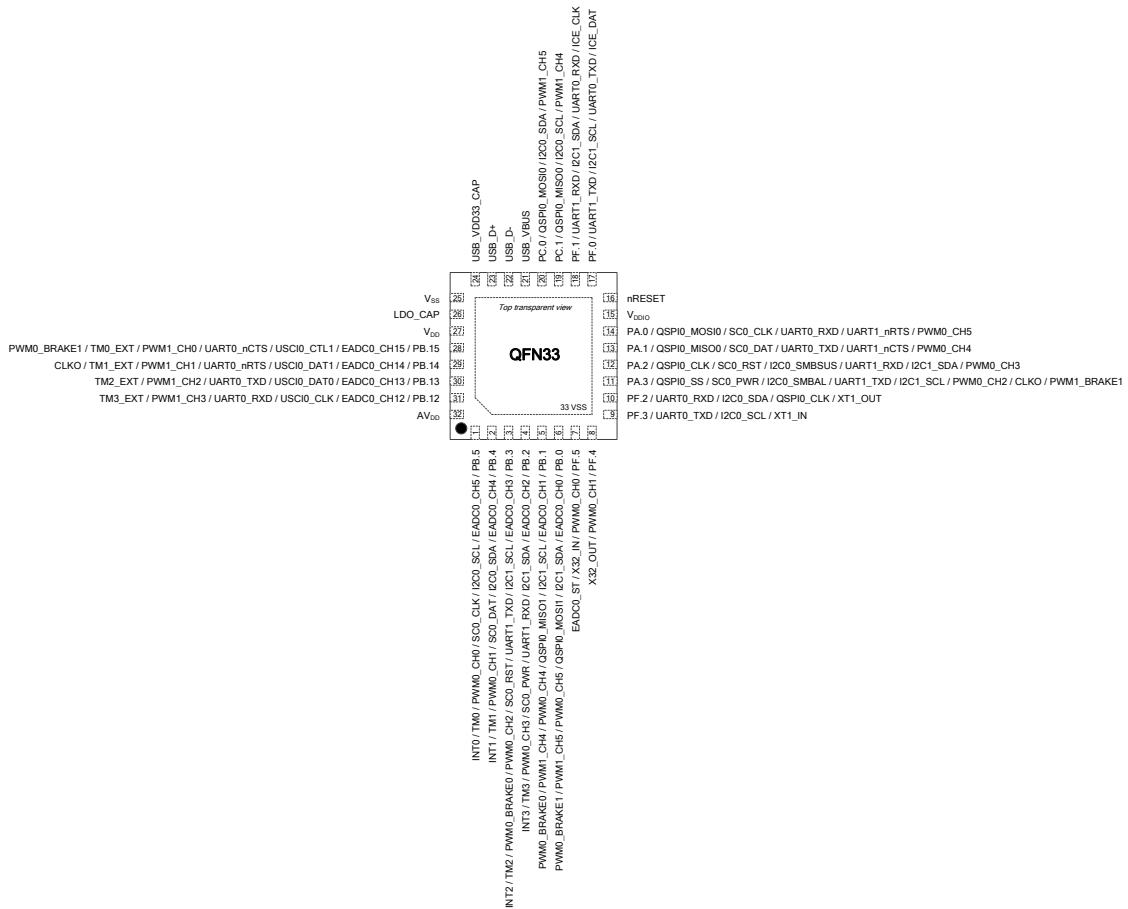 USB_VDD33_CAP
USB_D+
USB_D-
USB_VBUS
PC.0 / QSPI0_MOSI0 / I2C0_SDA / PWM1_CH5
PC.1 / QSPI0_MISO0 / I2C0_SCL / PWM1_CH4
PF.1 / UART1_RXD / I2C1_SDA / UART0_RXD / ICE_CLK
PF.0 / UART1_TXD / I2C1_SCL / UART0_TXD / ICE_DAT
24
23
22
21
20
19
18
17
VSS 25
LDO_CAP 26
VDD 27
PWM0_BRAKE1 / TM0_EXT / PWM1_CH0 / UART0_nCTS / USCI0_CTL1 / EADC0_CH15 / PB.15 28
CLKO / TM1_EXT / PWM1_CH1 / UART0_nRTS / USCI0_DAT1 / EADC0_CH14 / PB.14 29
TM2_EXT / PWM1_CH2 / UART0_TXD / USCI0_DAT0 / EADC0_CH13 / PB.13 30
TM3_EXT / PWM1_CH3 / UART0_RXD / USCI0_CLK / EADC0_CH12 / PB.12 31
AVDD 32
Top transparent view
QFN33
33 VSS
16 nRESET
15 VDDIO
14 PA.0 / QSPI0_MOSI0 / SC0_CLK / UART0_RXD / UART1_nRTS / PWM0_CH5
13 PA.1 / QSPI0_MISO0 / SC0_DAT / UART0_TXD / UART1_nCTS / PWM0_CH4
12 PA.2 / QSPI0_CLK / SC0_RST / I2C0_SMBSUS / UART1_RXD / I2C1_SDA / PWM0_CH3
11 PA.3 / QSPI0_SS / SC0_PWR / I2C0_SMBAL / UART1_TXD / I2C1_SCL / PWM0_CH2 / CLKO / PWM1_BRAKE1
10 PF.2 / UART0_RXD / I2C0_SDA / QSPI0_CLK / XT1_OUT
9 PF.3 / UART0_TXD / I2C0_SCL / XT1_IN
1
2
3
4
5
6
7
8
INT0 / TM0 / PWM0_CH0 / SC0_CLK / I2C0_SCL / EADC0_CH5 / PB.5
INT1 / TM1 / PWM0_CH1 / SC0_DAT / I2C0_SDA / EADC0_CH4 / PB.4
INT2 / TM2 / PWM0_BRAKE0 / PWM0_CH2 / SC0_RST / UART1_TXD / I2C1_SCL / EADC0_CH3 / PB.3
INT3 / TM3 / PWM0_CH3 / SC0_PWR / UART1_RXD / I2C1_SDA / EADC0_CH2 / PB.2
PWM0_BRAKE0 / PWM1_CH4 / PWM0_CH4 / QSPI0_MISO1 / I2C1_SCL / EADC0_CH1 / PB.1
PWM0_BRAKE1 / PWM1_CH5 / PWM0_CH5 / QSPI0_MOSI1 / I2C1_SDA / EADC0_CH0 / PB.0
EADC0_ST / X32_IN / PWM0_CH0 / PF.5
X32_OUT / PWM0_CH1 / PF.4